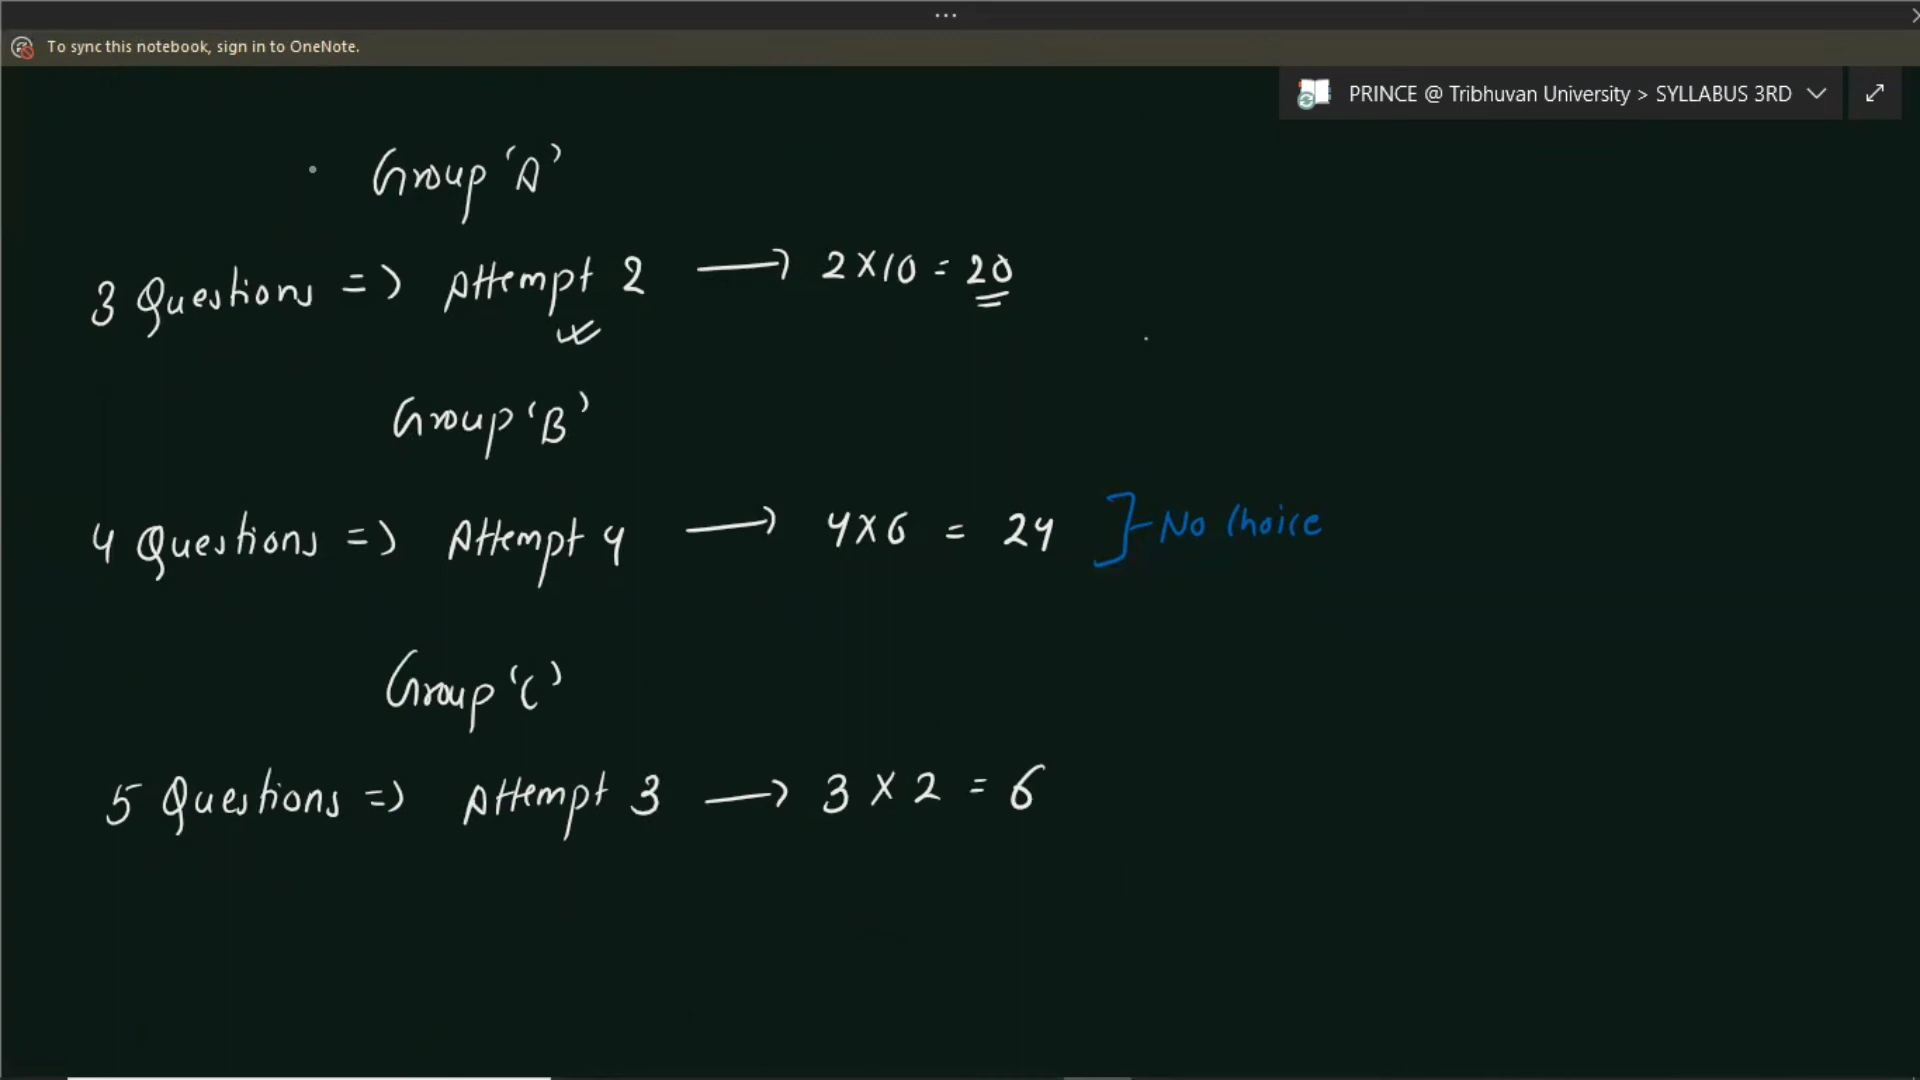 ...
To sync this notebook, sign in to OneNote.
PRINCE @ Tribhuvan University > SYLLABUS 3RD
Group 'A'
3 Questions => Attempt 2 → 2 × 10 = 20
Group 'B'
4 Questions => Attempt 4 → 4 × 6 = 24 } No Choice
Group 'C'
5 Questions => Attempt 3 → 3 × 2 = 6